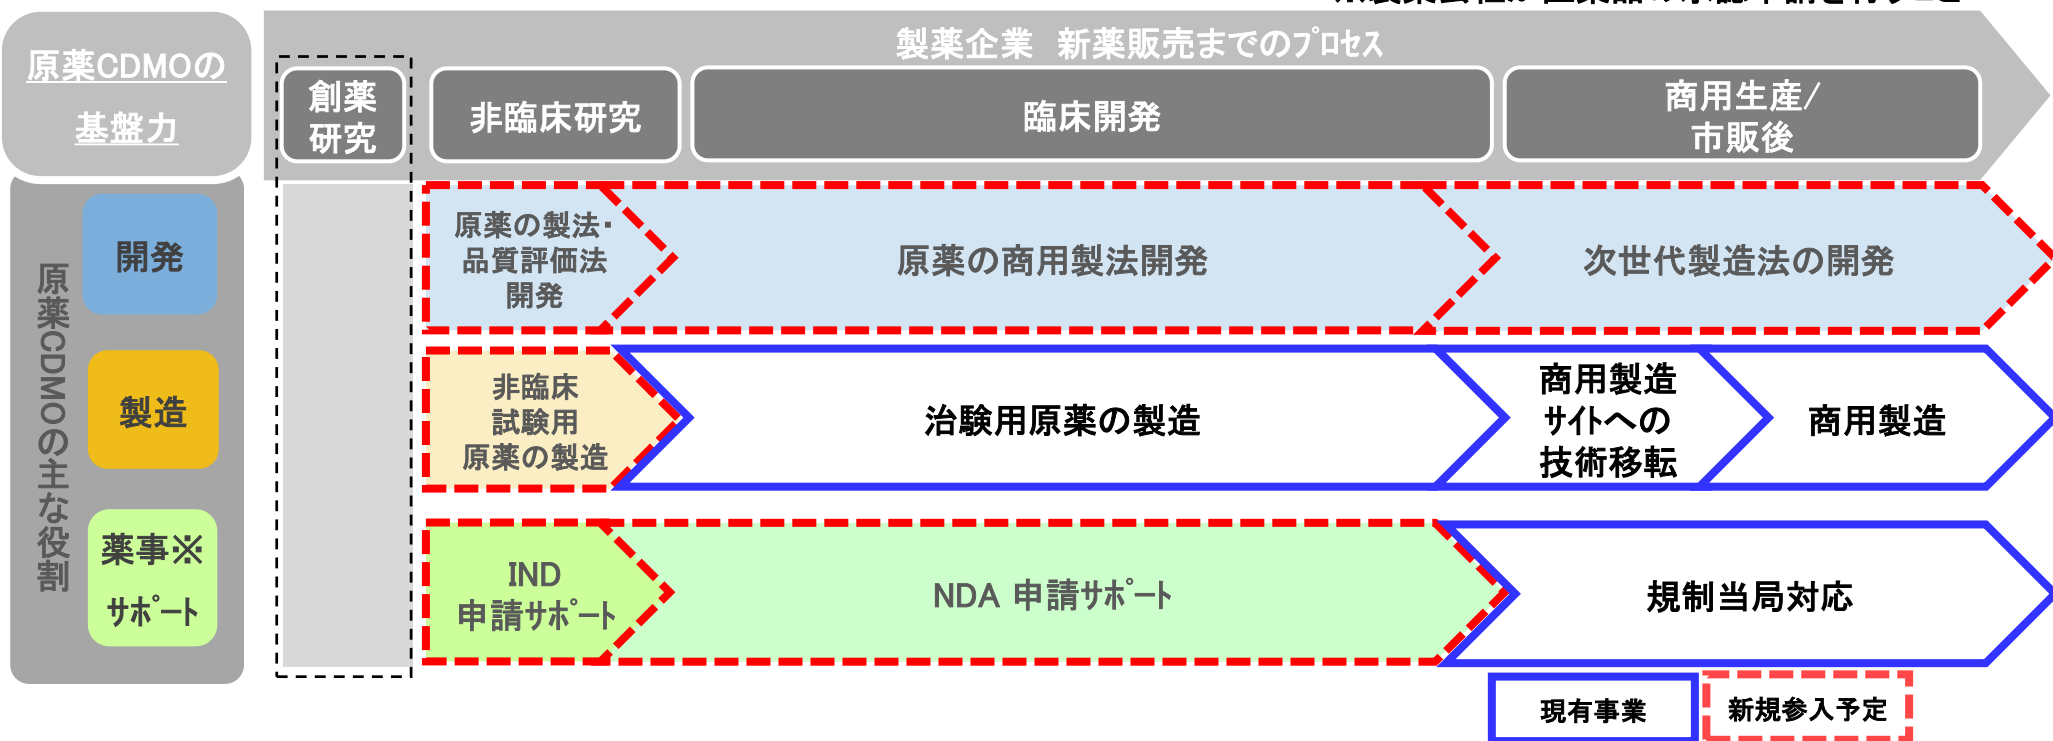 製薬企業 新薬販売までのプロセス
原薬CDMOの
基盤力
創薬
研究
非臨床研究
臨床開発
商用生産/
市販後
原薬CDMOの主な役割
開発
原薬の製法・
品質評価法
開発
原薬の商用製法開発
次世代製造法の開発
製造
非臨床
試験用
原薬の製造
治験用原薬の製造
商用製造
サイトへの
技術移転
商用製造
薬事※
サポート
IND
申請サポート
NDA 申請サポート
規制当局対応
現有事業
新規参入予定